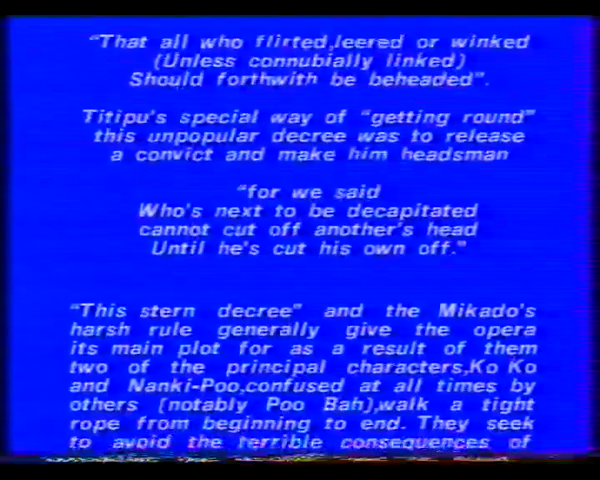 "That all who flirted,leered or winked
(Unless connubially linked)
Should forthwith be beheaded".
Titipu's special way of "getting round"
this unpopular decree was to release
a convict and make him headsman
"for we said
Who's next to be decapitated
cannot cut off another's head
Until he's cut his own off."
"This stern decree" and the Mikado's
harsh rule generally give the opera
its main plot for as a result of them
two of the principal characters,Ko Ko
and Nanki-Poo,confused at all times by
others (notably Poo Bah),walk a tight
rope from beginning to end. They seek
to avoid the terrible consequences of